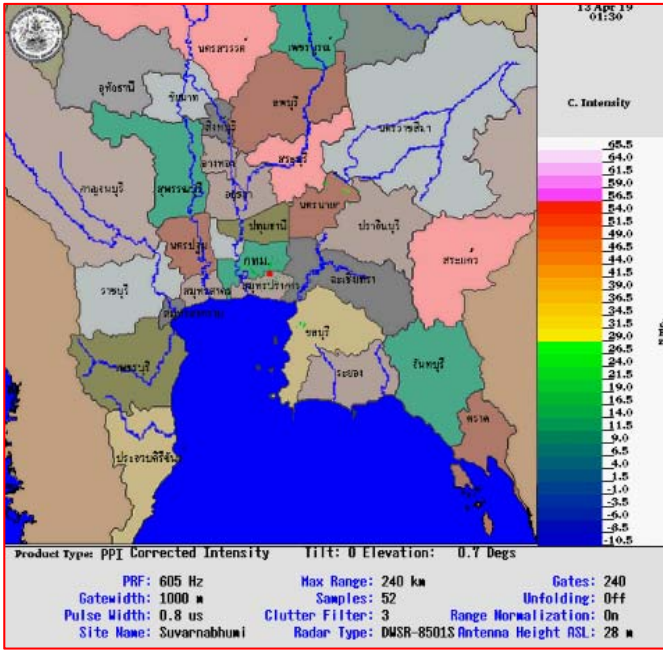 13 Apr 19
01:30
C. Intensity
65.5
64.0
61.5
59.0
56.5
54.0
51.5
49.0
46.5
44.0
41.5
39.0
36.5
34.0
31.5
29.0
26.5
24.0
21.5
19.0
16.5
14.0
11.5
9.0
6.5
4.0
1.5
-1.0
-3.5
-6.0
-8.5
-10.5
นครสวรรค์
เพชรบูรณ์
อุทัยธานี
ชัยนาท
ลพบุรี
สิงห์บุรี
นครราชสีมา
อ่างทอง
สระบุรี
กาญจนบุรี
สุพรรณบุรี
อยุธยา
นครนายก
ปทุมธานี
ปราจีนบุรี
นครปฐม
กทม.
สระแก้ว
ราชบุรี
สมุทรสาคร
สมุทรปราการ
ฉะเชิงเทรา
สมุทรสงคราม
ชลบุรี
เพชรบุรี
ระยอง
จันทบุรี
ตราด
ประจวบคีรีขันธ์
Product Type: PPI Corrected Intensity Tilt: 0 Elevation: 0.7 Degs
PRF: 605 Hz Max Range: 240 km Gates: 240
Gatewidth: 1000 m Samples: 52 Unfolding: Off
Pulse Width: 0.8 us Clutter Filter: 3 Range Normalization: On
Site Name: Suvarnabhumi Radar Type: DWSR-8501S Antenna Height ASL: 28 m